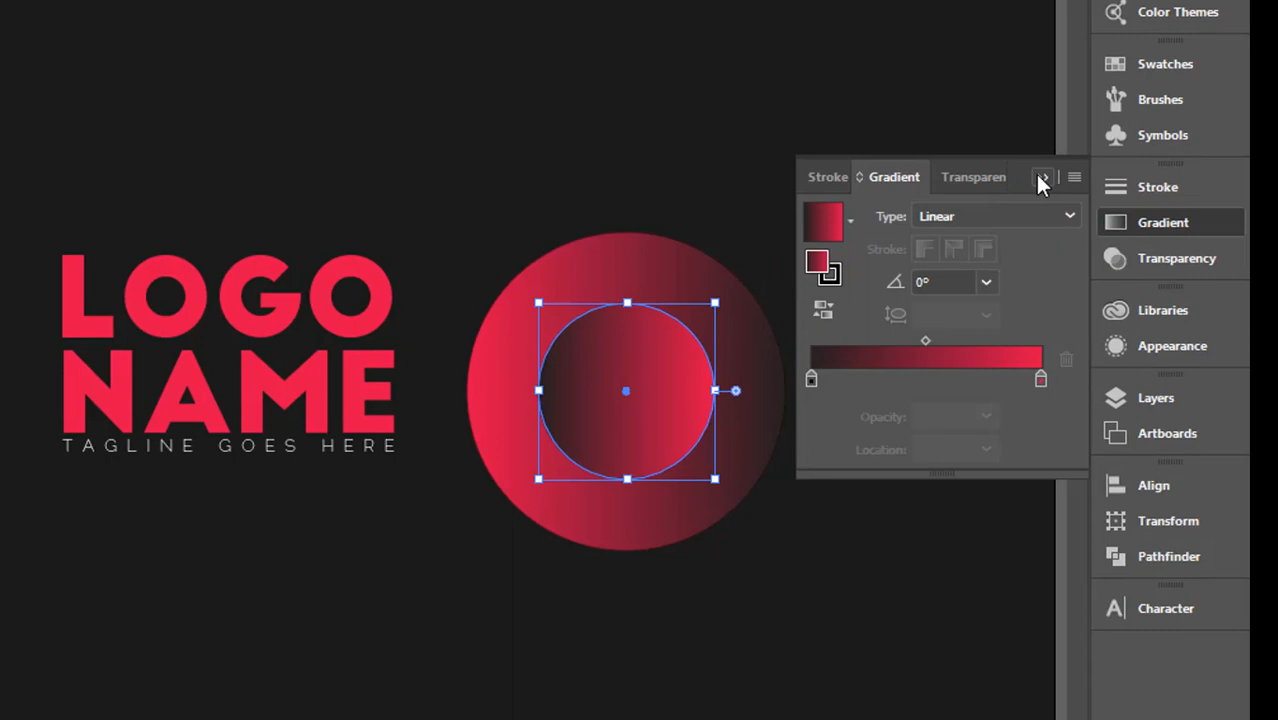 Color Themes
Swatches
Brushes
Symbols
Stroke
Gradient
Transparen
Type:
Linear
Stroke:
0°
Opacity:
Location:
Stroke
Gradient
Transparency
Libraries
Appearance
Layers
Artboards
Align
Transform
Pathfinder
A
Character
LOGO
NAME
TAGLINE GOES HERE